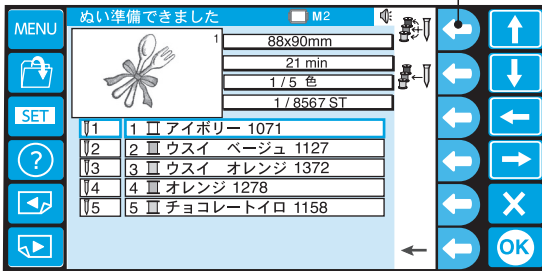 MENU
ぬい準備できました M2
1
88x90mm
21 min
1/5 色
1/8567 ST
SET
1 1 アイボリー 1071
2 2 ウスイ ベージュ 1127
3 3 ウスイ オレンジ 1372
4 4 オレンジ 1278
5 5 チョコレートイロ 1158
?
OK